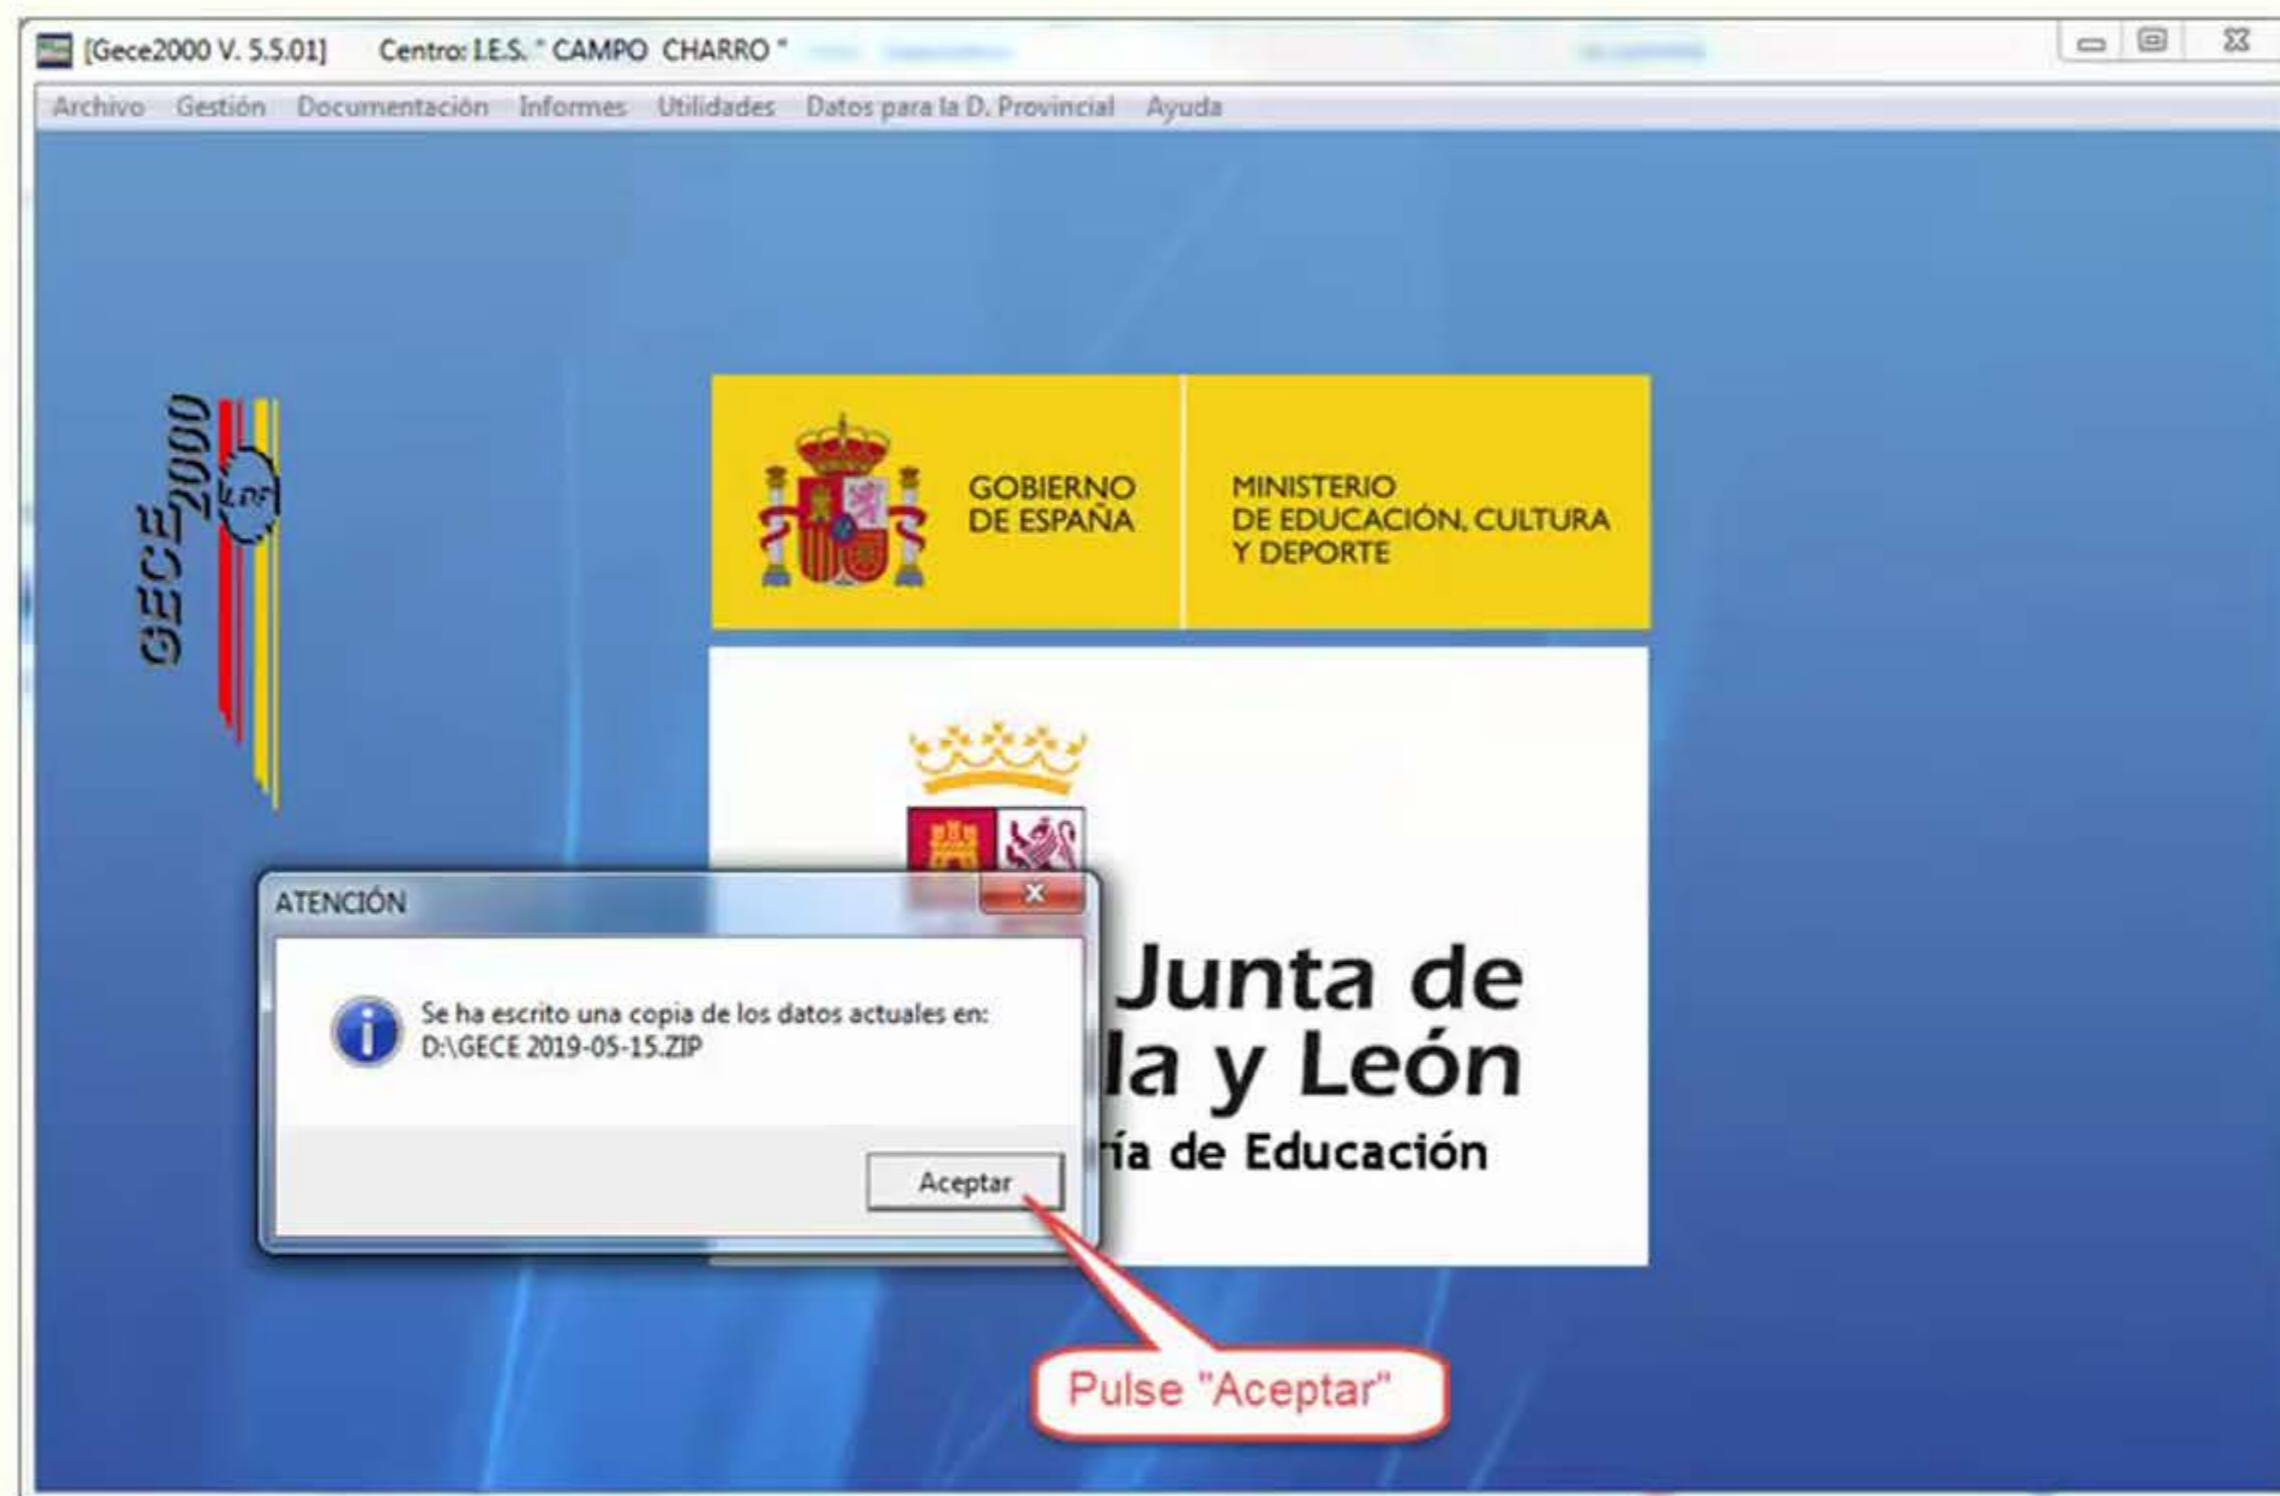 [Gece2000 V. 5.5.01] Centro: I.E.S. " CAMPO CHARRO "
Archivo Gestión Documentación Informes Utilidades Datos para la D. Provincial Ayuda
GECE 2000
GOBIERNO
DE ESPAÑA
MINISTERIO
DE EDUCACIÓN, CULTURA
Y DEPORTE
Junta de
la y León
ía de Educación
ATENCIÓN
Se ha escrito una copia de los datos actuales en:
D:\GECE 2019-05-15.ZIP
Aceptar
Pulse "Aceptar"